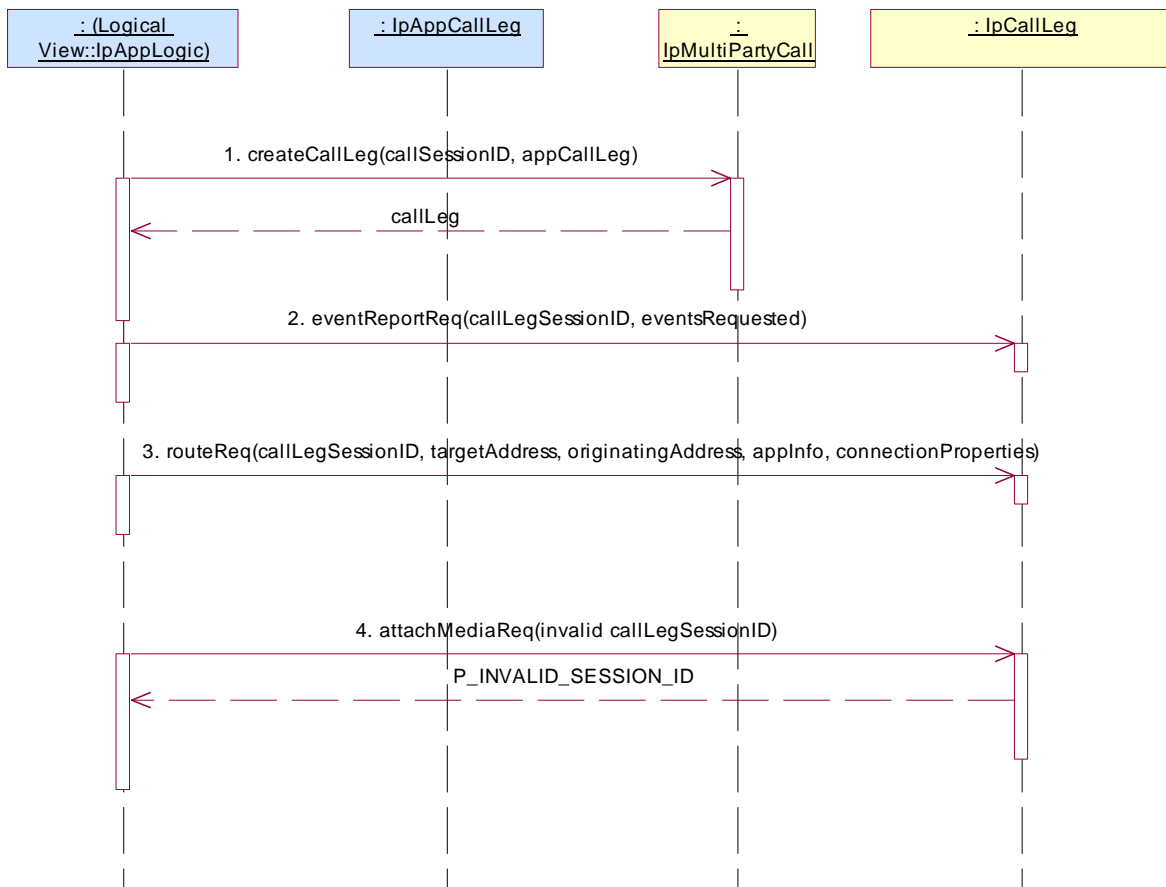 : (Logical
View::IpAppLogic)
: IpAppCallLeg
:
IpMultiPartyCall
: IpCallLeg
1. createCallLeg(callSessionID, appCallLeg)
callLeg
2. eventReportReq(callLegSessionID, eventsRequested)
3. routeReq(callLegSessionID, targetAddress, originatingAddress, appInfo, connectionProperties)
4. attachMediaReq(invalid callLegSessionID)
P_INVALID_SESSION_ID